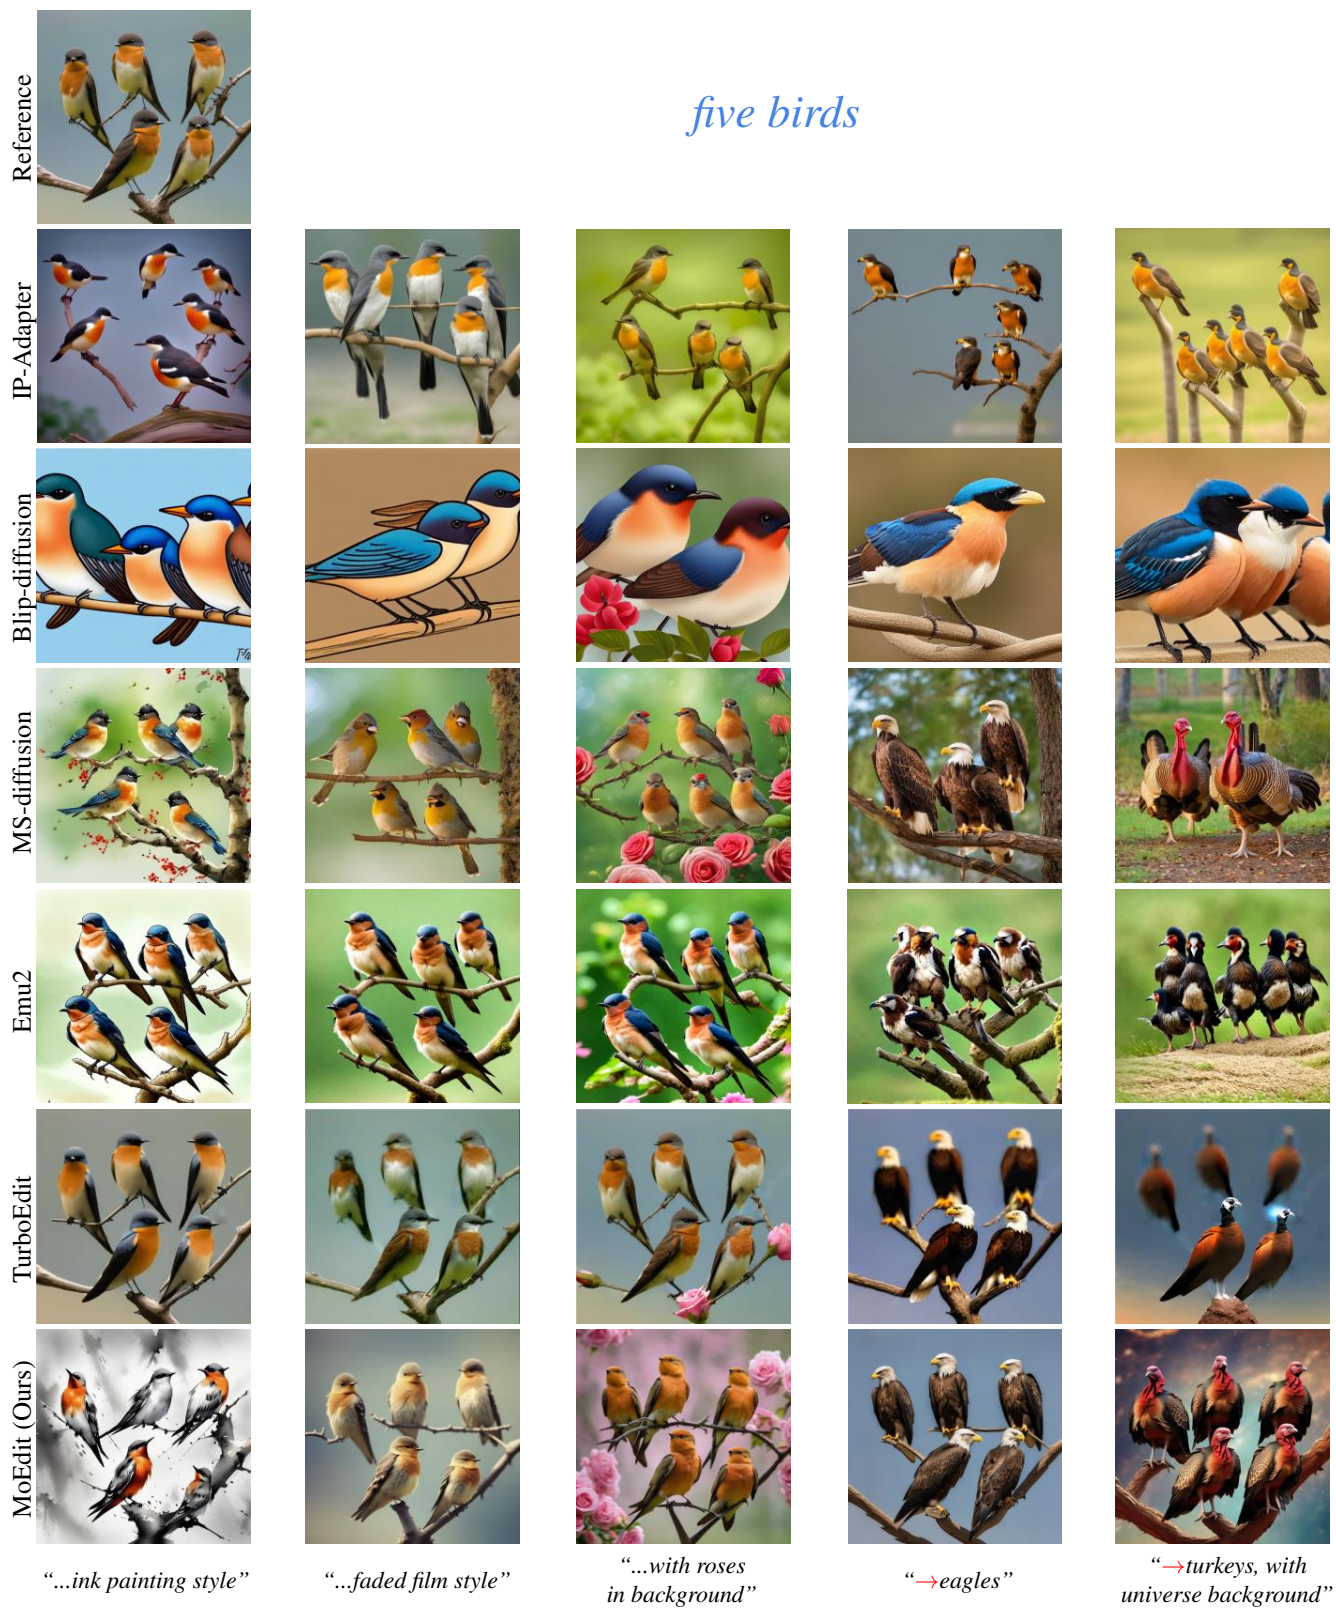 Reference
five birds
IP-Adapter
Blip-diffusion
MS-diffusion
Emu2
TurboEdit
MoEdit (Ours)
“...ink painting style”
“...faded film style”
“...with roses
in background”
“→eagles”
“→turkeys, with
universe background”